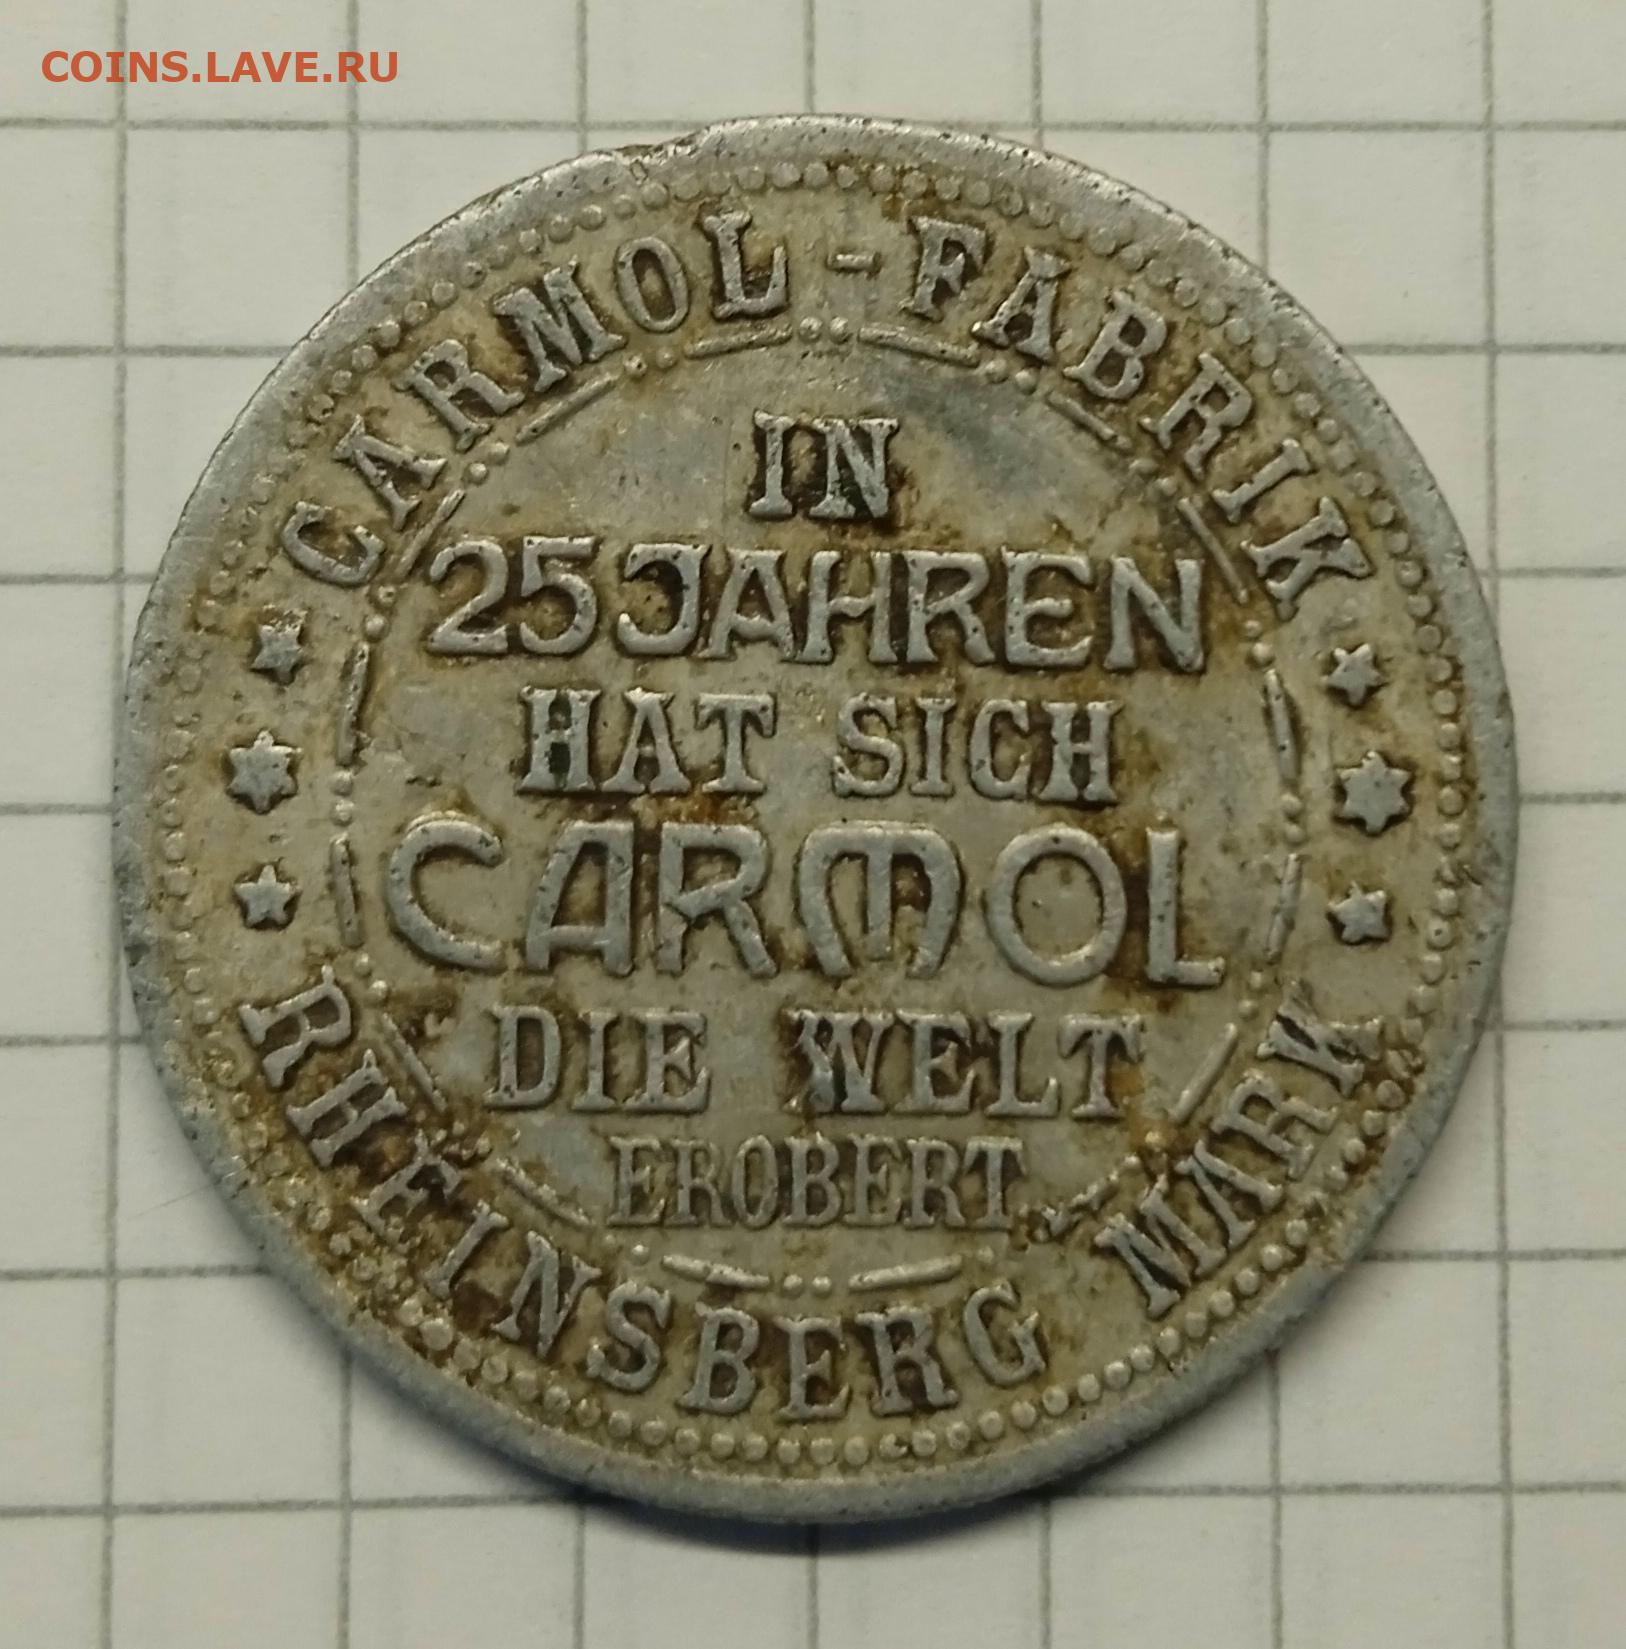 COINS.LAVE.RU
CARMOL - FABRIK
IN
25 JAHREN
HAT SICH
CARMOL
DIE WELT
EROBERT
RHEINSBERG MARK